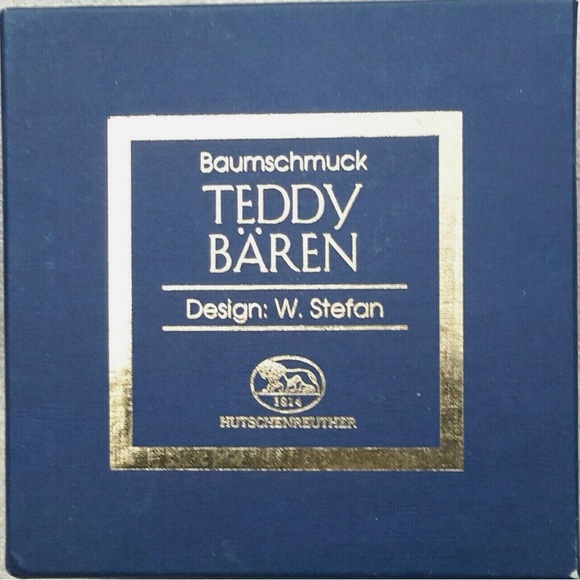 Baumschmuck
TEDDY
BÄREN
Design: W. Stefan
1814
HUTSCHENREUTHER